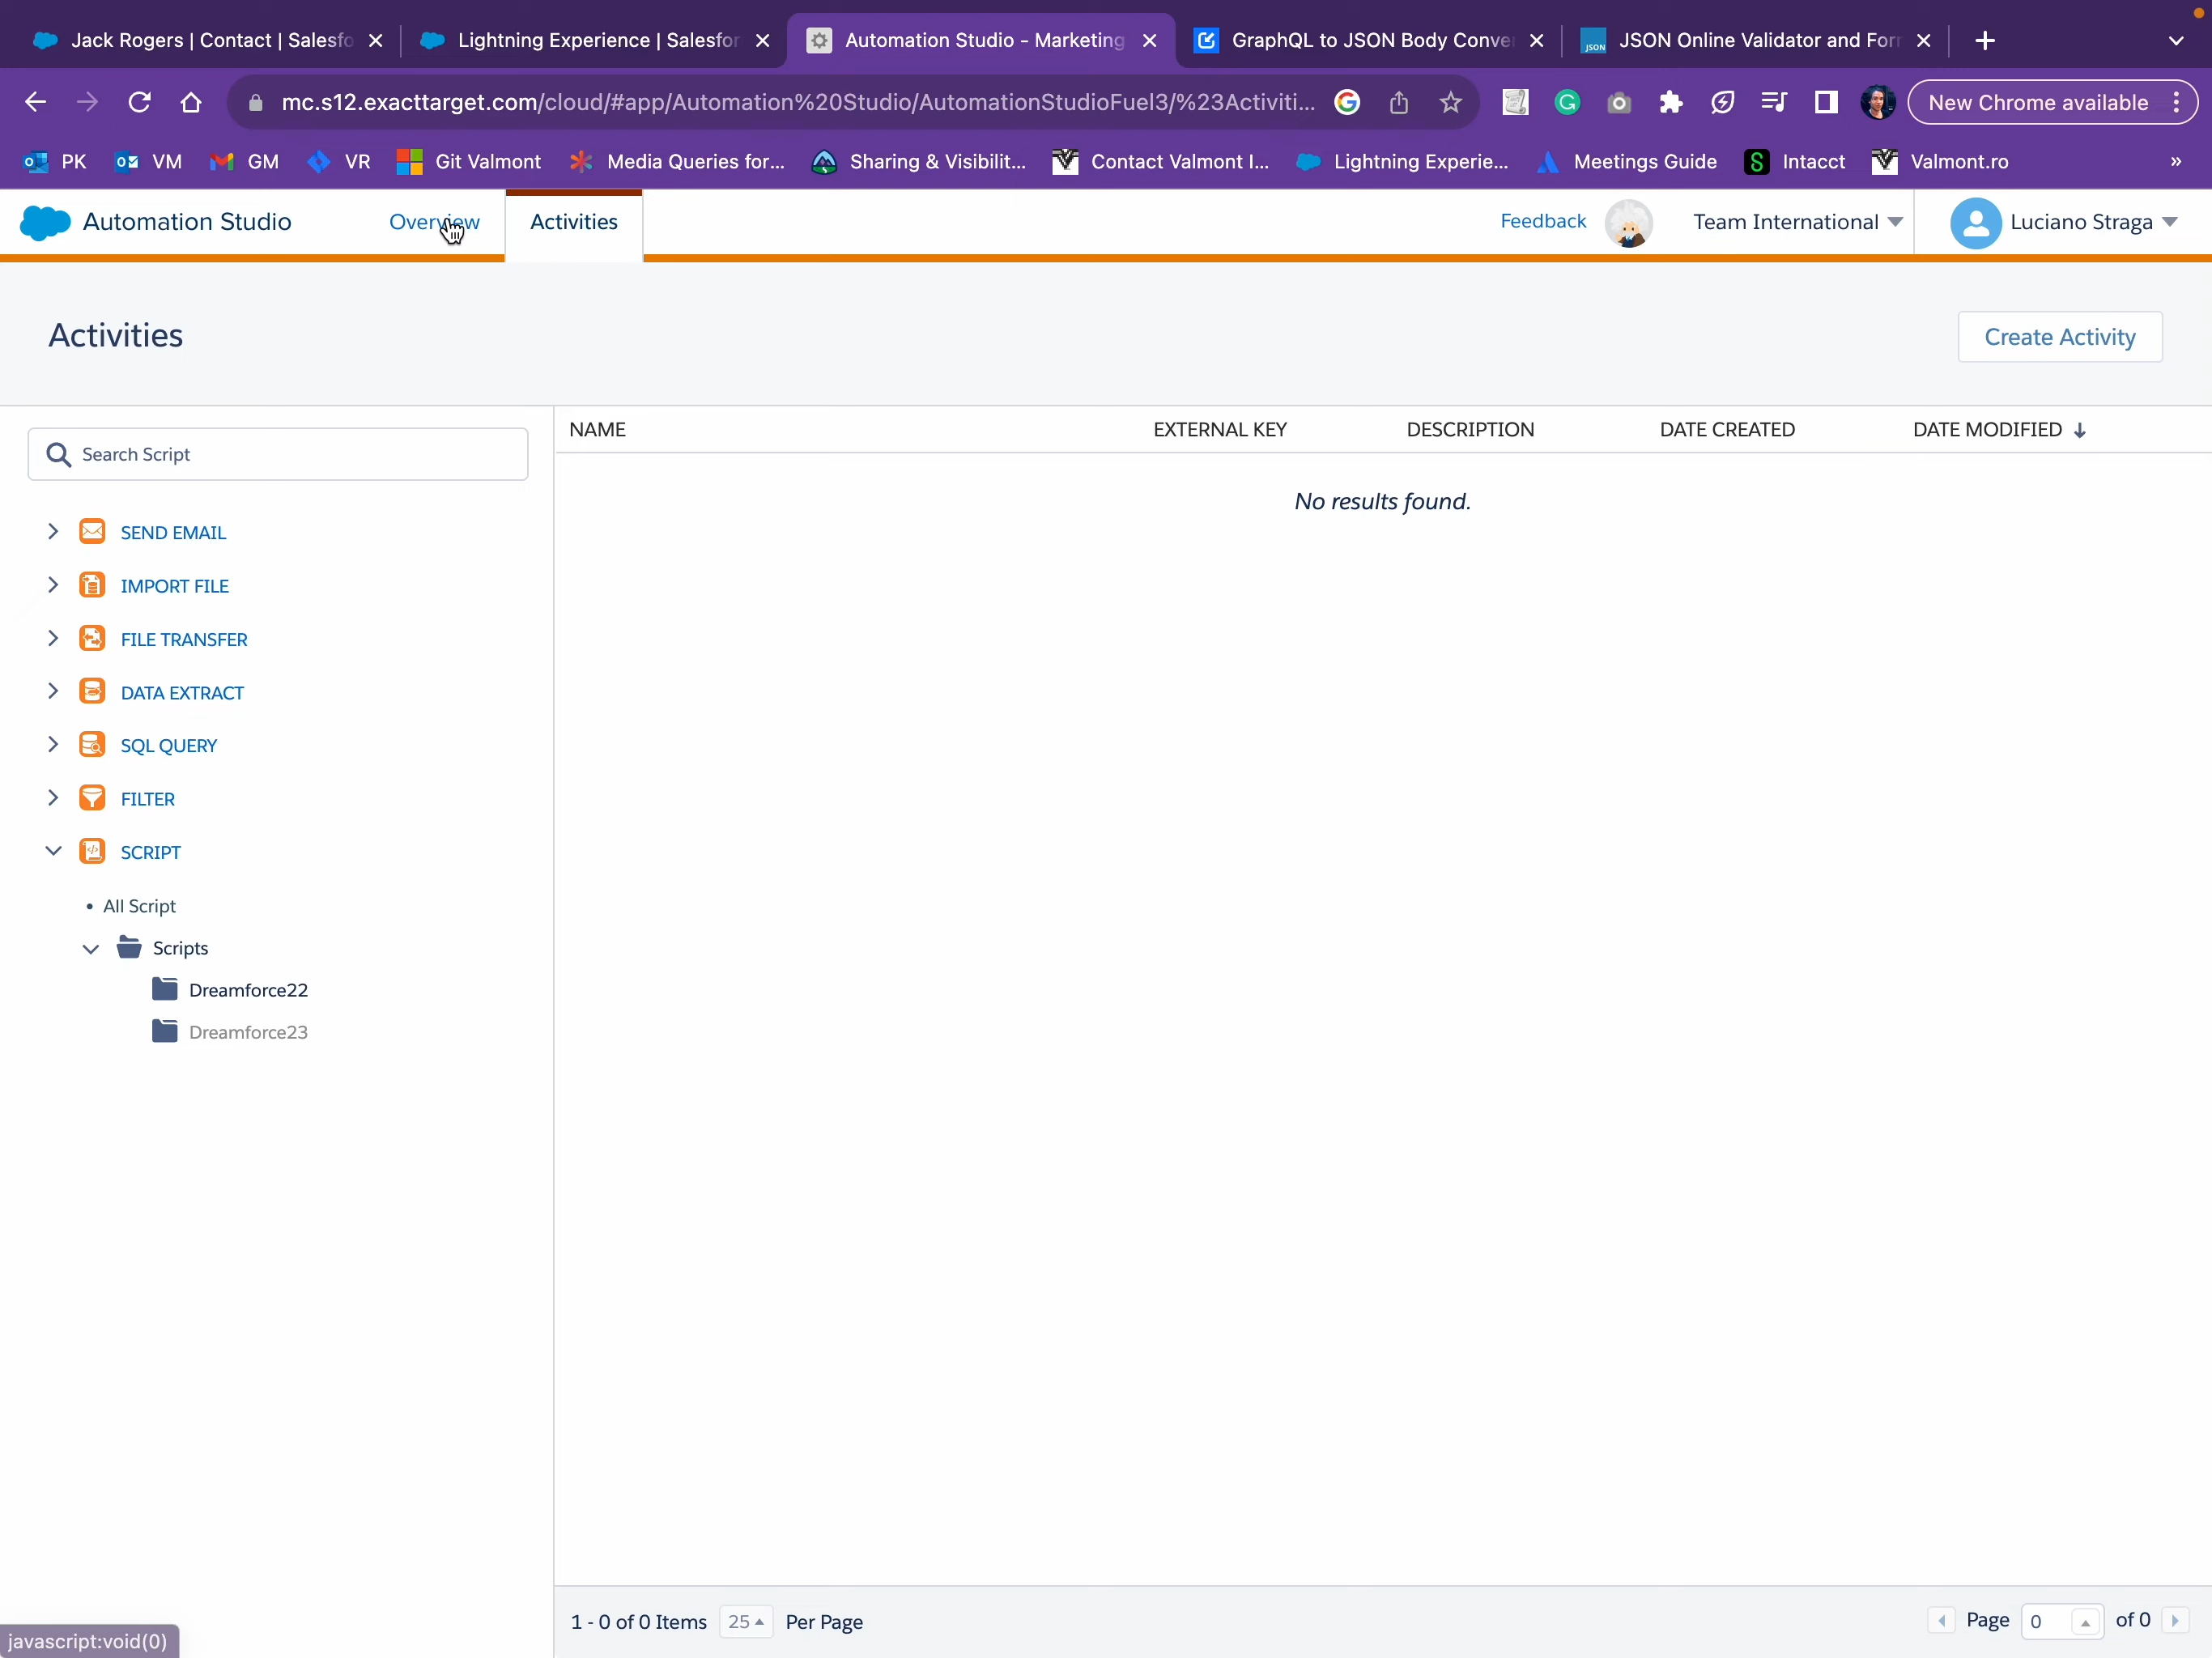 Jack Rogers | Contact | Salesfo
Lightning Experience | Salesfor
Automation Studio - Marketing
GraphQL to JSON Body Conver
JSON Online Validator and For
mc.s12.exacttarget.com/cloud/#app/Automation%20Studio/AutomationStudioFuel3/%23Activiti...
New Chrome available
PK
VM
GM
VR
Git Valmont
Media Queries for...
Sharing & Visibilit...
Contact Valmont I...
Lightning Experie...
Meetings Guide
Intacct
Valmont.ro
»
Automation Studio
Overview
Activities
Feedback
Team International
Luciano Straga
Activities
Create Activity
Search Script
NAME
EXTERNAL KEY
DESCRIPTION
DATE CREATED
DATE MODIFIED
No results found.
SEND EMAIL
IMPORT FILE
FILE TRANSFER
DATA EXTRACT
SQL QUERY
FILTER
SCRIPT
• All Script
Scripts
Dreamforce22
Dreamforce23
1 - 0 of 0 Items 25 Per Page
Page 0 of 0
javascript:void(0)